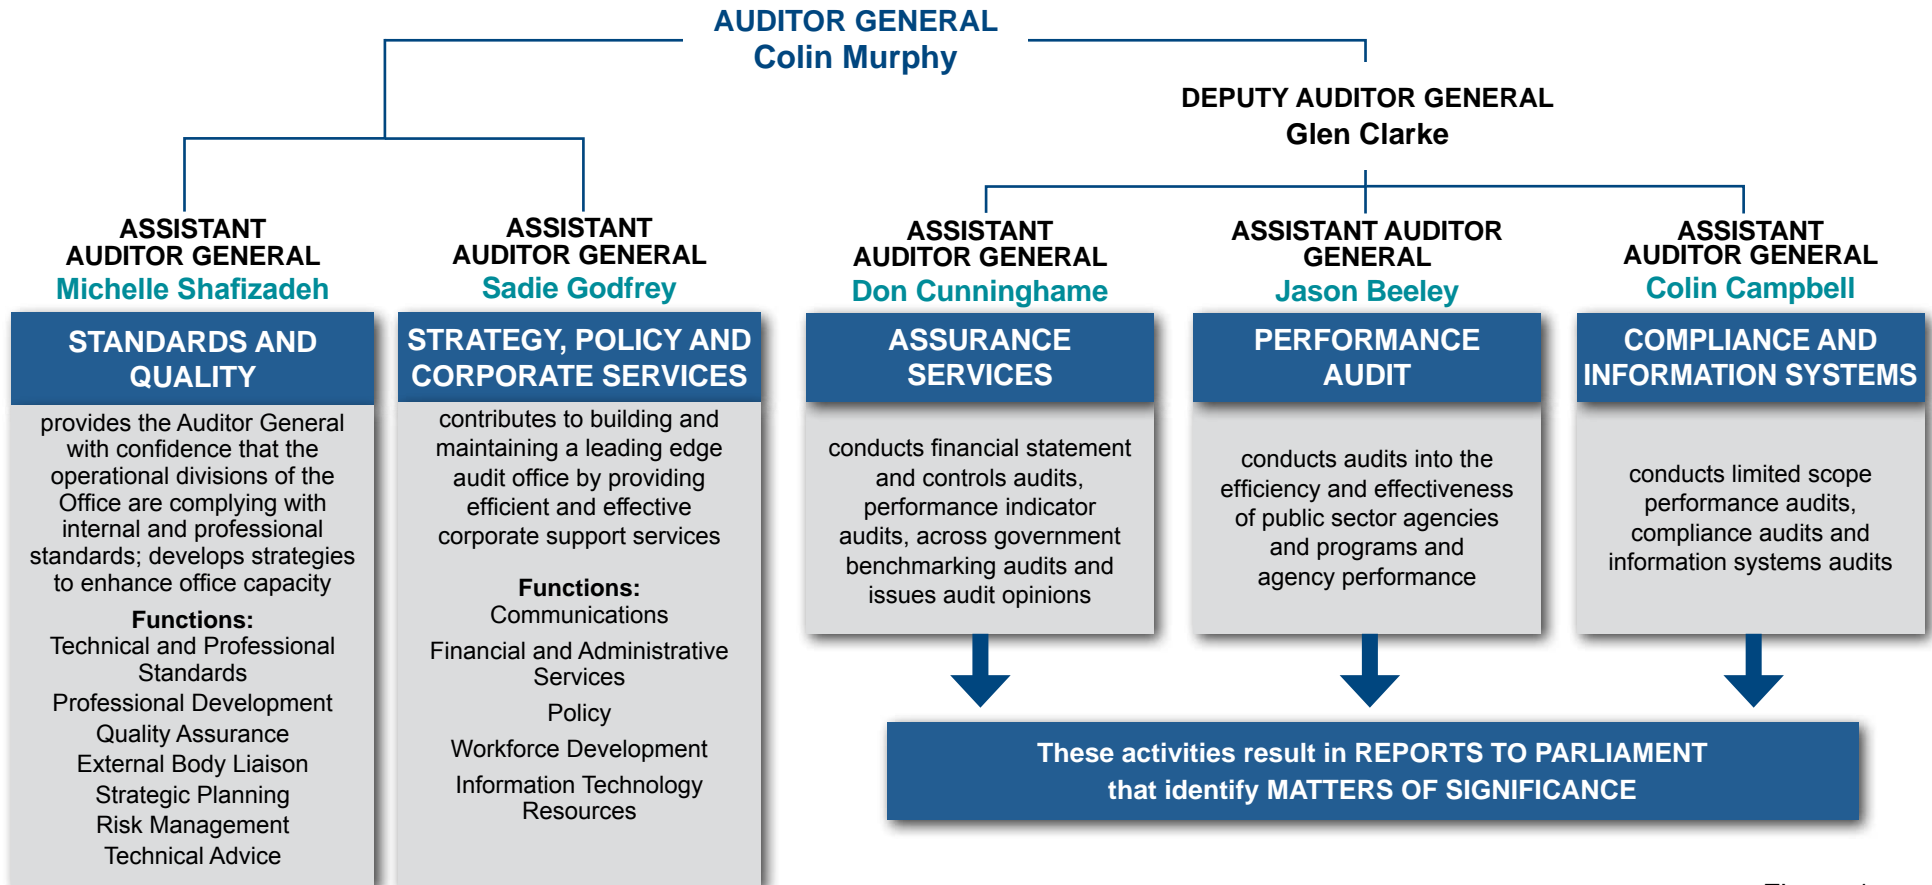 AUDITOR GENERAL
Colin Murphy
DEPUTY AUDITOR GENERAL
Glen Clarke
ASSISTANT
AUDITOR GENERAL
Michelle Shafizadeh
STANDARDS AND
QUALITY
provides the Auditor General
with confidence that the
operational divisions of the
Office are complying with
internal and professional
standards; develops strategies
to enhance office capacity
Functions:
Technical and Professional
Standards
Professional Development
Quality Assurance
External Body Liaison
Strategic Planning
Risk Management
Technical Advice
ASSISTANT
AUDITOR GENERAL
Sadie Godfrey
STRATEGY, POLICY AND
CORPORATE SERVICES
contributes to building and
maintaining a leading edge
audit office by providing
efficient and effective
corporate support services
Functions:
Communications
Financial and Administrative
Services
Policy
Workforce Development
Information Technology
Resources
ASSISTANT
AUDITOR GENERAL
Don Cunninghame
ASSURANCE
SERVICES
conducts financial statement
and controls audits,
performance indicator
audits, across government
benchmarking audits and
issues audit opinions
ASSISTANT AUDITOR
GENERAL
Jason Beeley
PERFORMANCE
AUDIT
conducts audits into the
efficiency and effectiveness
of public sector agencies
and programs and
agency performance
ASSISTANT
AUDITOR GENERAL
Colin Campbell
COMPLIANCE AND
INFORMATION SYSTEMS
conducts limited scope
performance audits,
compliance audits and
information systems audits
These activities result in REPORTS TO PARLIAMENT
that identify MATTERS OF SIGNIFICANCE